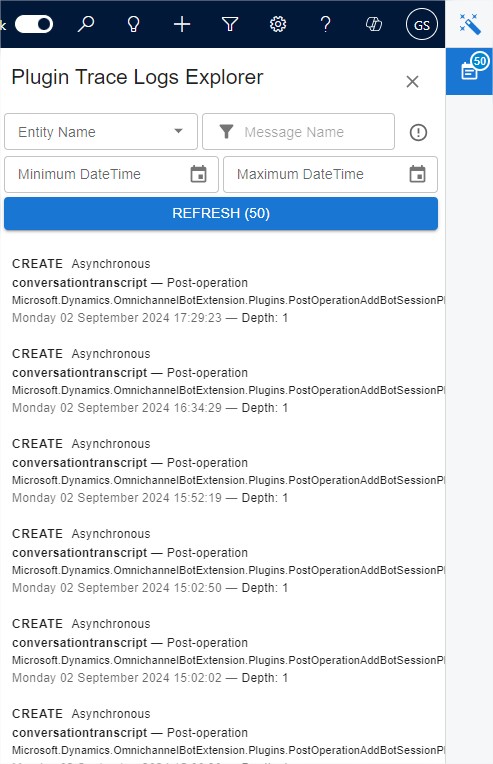 k
GS
50
Plugin Trace Logs Explorer
Entity Name
Message Name
Minimum DateTime
Maximum DateTime
REFRESH (50)
CREATE Asynchronous
conversationtranscript — Post-operation
Microsoft.Dynamics.OmnichannelBotExtension.Plugins.PostOperationAddBotSessionPl
Monday 02 September 2024 17:29:23 — Depth: 1
CREATE Asynchronous
conversationtranscript — Post-operation
Microsoft.Dynamics.OmnichannelBotExtension.Plugins.PostOperationAddBotSessionPl
Monday 02 September 2024 16:34:29 — Depth: 1
CREATE Asynchronous
conversationtranscript — Post-operation
Microsoft.Dynamics.OmnichannelBotExtension.Plugins.PostOperationAddBotSessionPl
Monday 02 September 2024 15:52:19 — Depth: 1
CREATE Asynchronous
conversationtranscript — Post-operation
Microsoft.Dynamics.OmnichannelBotExtension.Plugins.PostOperationAddBotSessionPl
Monday 02 September 2024 15:02:50 — Depth: 1
CREATE Asynchronous
conversationtranscript — Post-operation
Microsoft.Dynamics.OmnichannelBotExtension.Plugins.PostOperationAddBotSessionPl
Monday 02 September 2024 15:02:02 — Depth: 1
CREATE Asynchronous
conversationtranscript — Post-operation
Microsoft.Dynamics.OmnichannelBotExtension.Plugins.PostOperationAddBotSessionPl